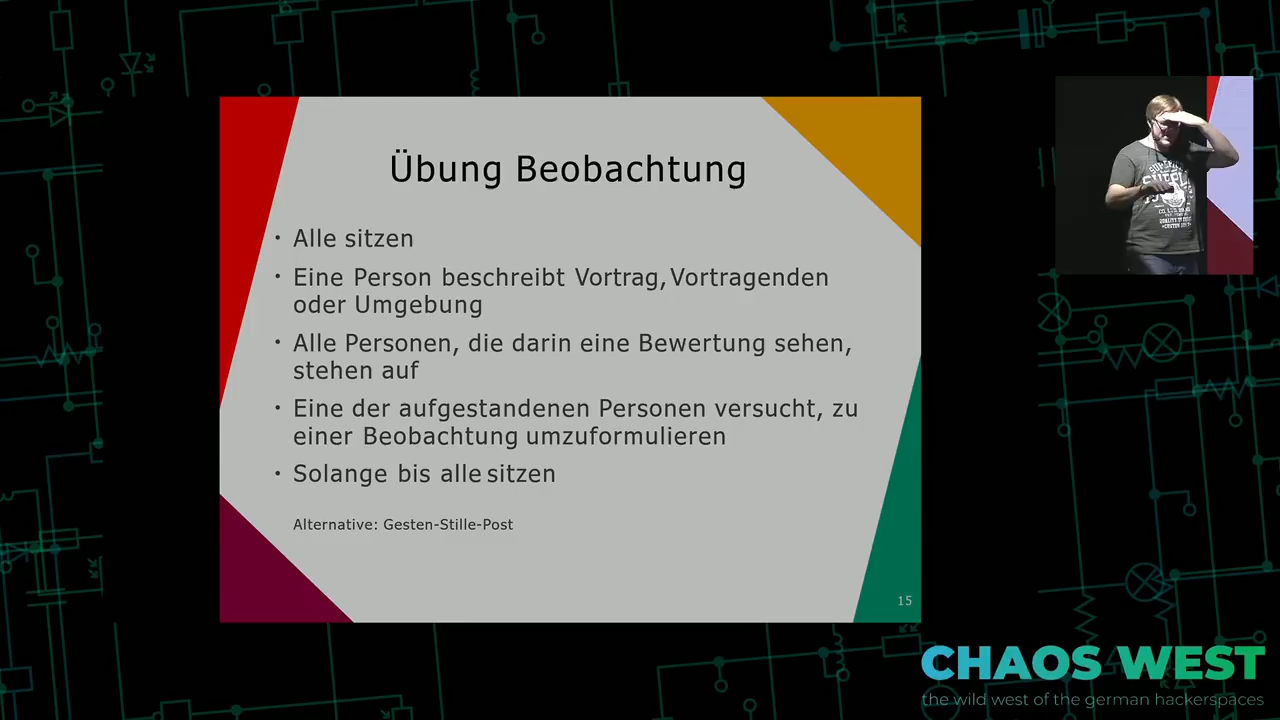 Übung Beobachtung
• Alle sitzen
• Eine Person beschreibt Vortrag, Vortragenden
oder Umgebung
• Alle Personen, die darin eine Bewertung sehen,
stehen auf
• Eine der aufgestandenen Personen versucht, zu
einer Beobachtung umzuformulieren
• Solange bis alle sitzen
Alternative: Gesten-Stille-Post
15
CHAOS WEST
the wild west of the german hackerspaces